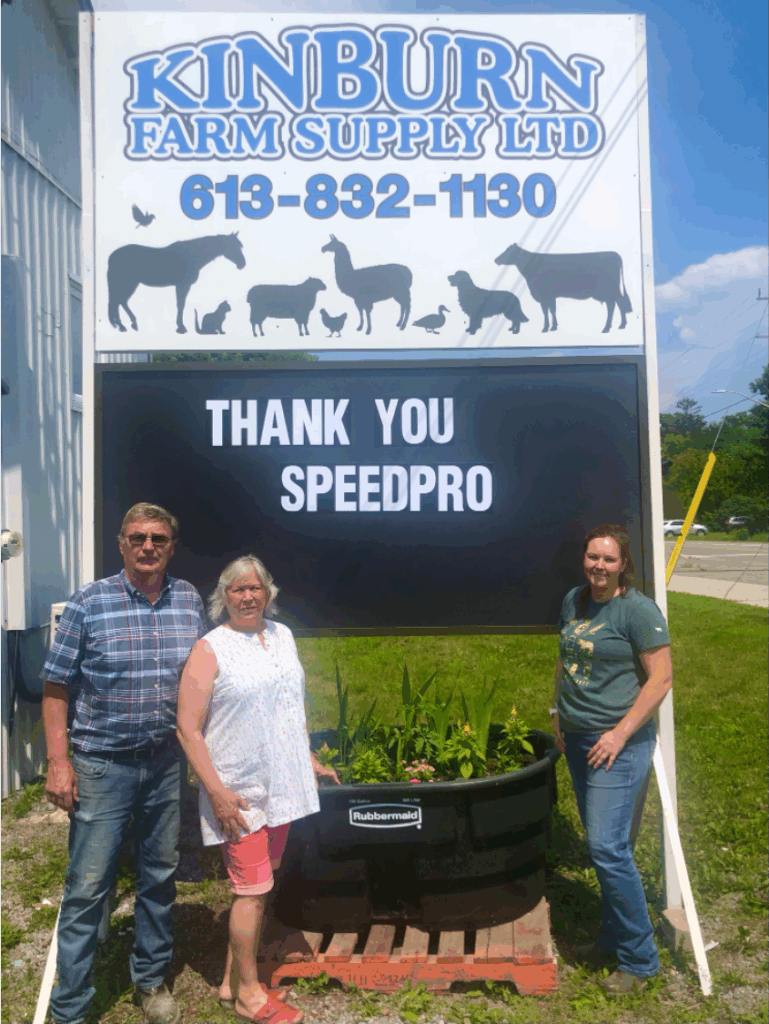 KINBURN
FARM SUPPLY LTD
613-832-1130
THANK YOU
SPEEDPRO
Rubbermaid